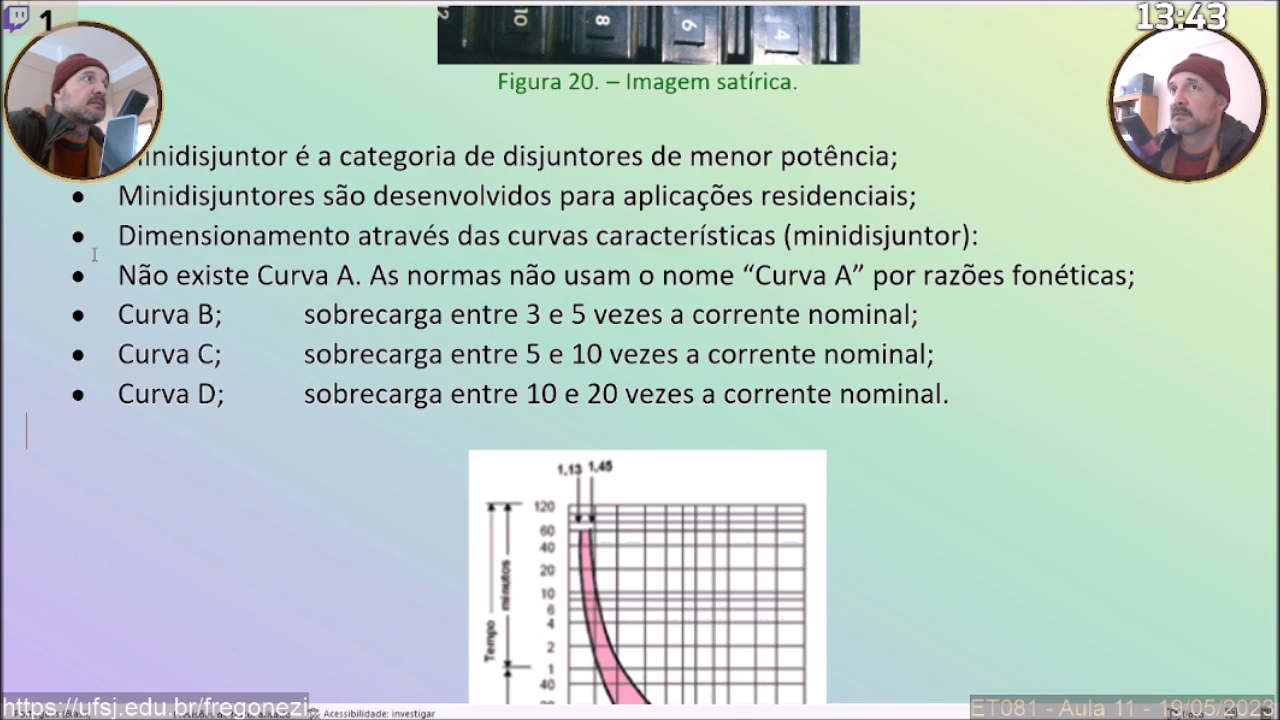 1
13:43
2
10
8
6
4
Figura 20. – Imagem satírica.
Minidisjuntor é a categoria de disjuntores de menor potência;
• Minidisjuntores são desenvolvidos para aplicações residenciais;
• Dimensionamento através das curvas características (minidisjuntor):
• Não existe Curva A. As normas não usam o nome “Curva A” por razões fonéticas;
• Curva B; sobrecarga entre 3 e 5 vezes a corrente nominal;
• Curva C; sobrecarga entre 5 e 10 vezes a corrente nominal;
• Curva D; sobrecarga entre 10 e 20 vezes a corrente nominal.
1,13 1,45
120
60
40
20
10
6
4
2
1
40
Tempo
minutos
https://ufsj.edu.br/fregonezi
Acessibilidade: investigar
ET081 - Aula 11 - 19/05/2023